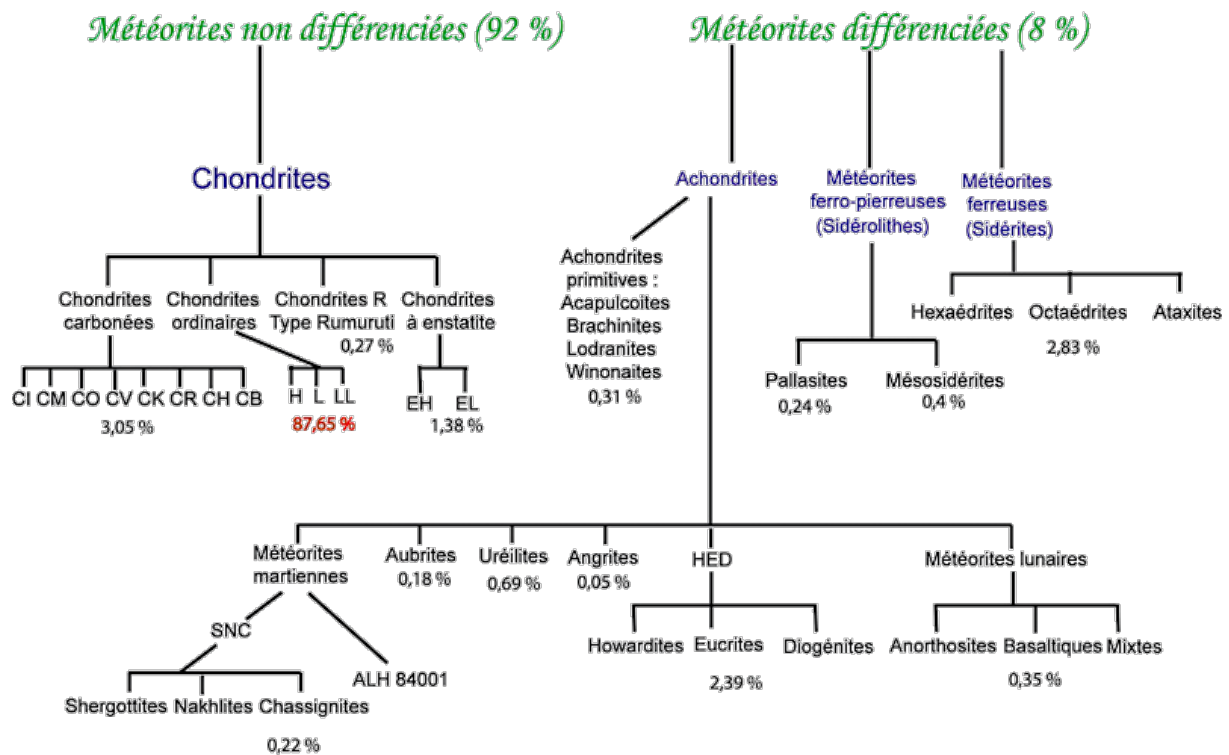 Météorites non différenciées (92 %)
Météorites différenciées (8 %)
Chondrites
Achondrites
Météorites
ferro-pierreuses
(Sidérolithes)
Météorites
ferreuses
(Sidérites)
Chondrites
carbonées
Chondrites
ordinaires
Chondrites R
Type Rumuruti
0,27 %
Chondrites
à enstatite
CI CM CO CV CK CR CH CB
3,05 %
H L LL
87,65 %
EH EL
1,38 %
Achondrites
primitives :
Acapulcoïtes
Brachinites
Lodranites
Winonaites
0,31 %
Pallasites
0,24 %
Mésosidérites
0,4 %
Hexaédrites
Octaédrites
Ataxites
2,83 %
Météorites
martiennes
Aubrites
0,18 %
Uréilites
0,69 %
Angrites
0,05 %
HED
Météorites lunaires
SNC
ALH 84001
Shergottites Nakhlites Chassignites
0,22 %
Howardites Eucrites Diogénites
2,39 %
Anorthosites Basaltiques Mixtes
0,35 %